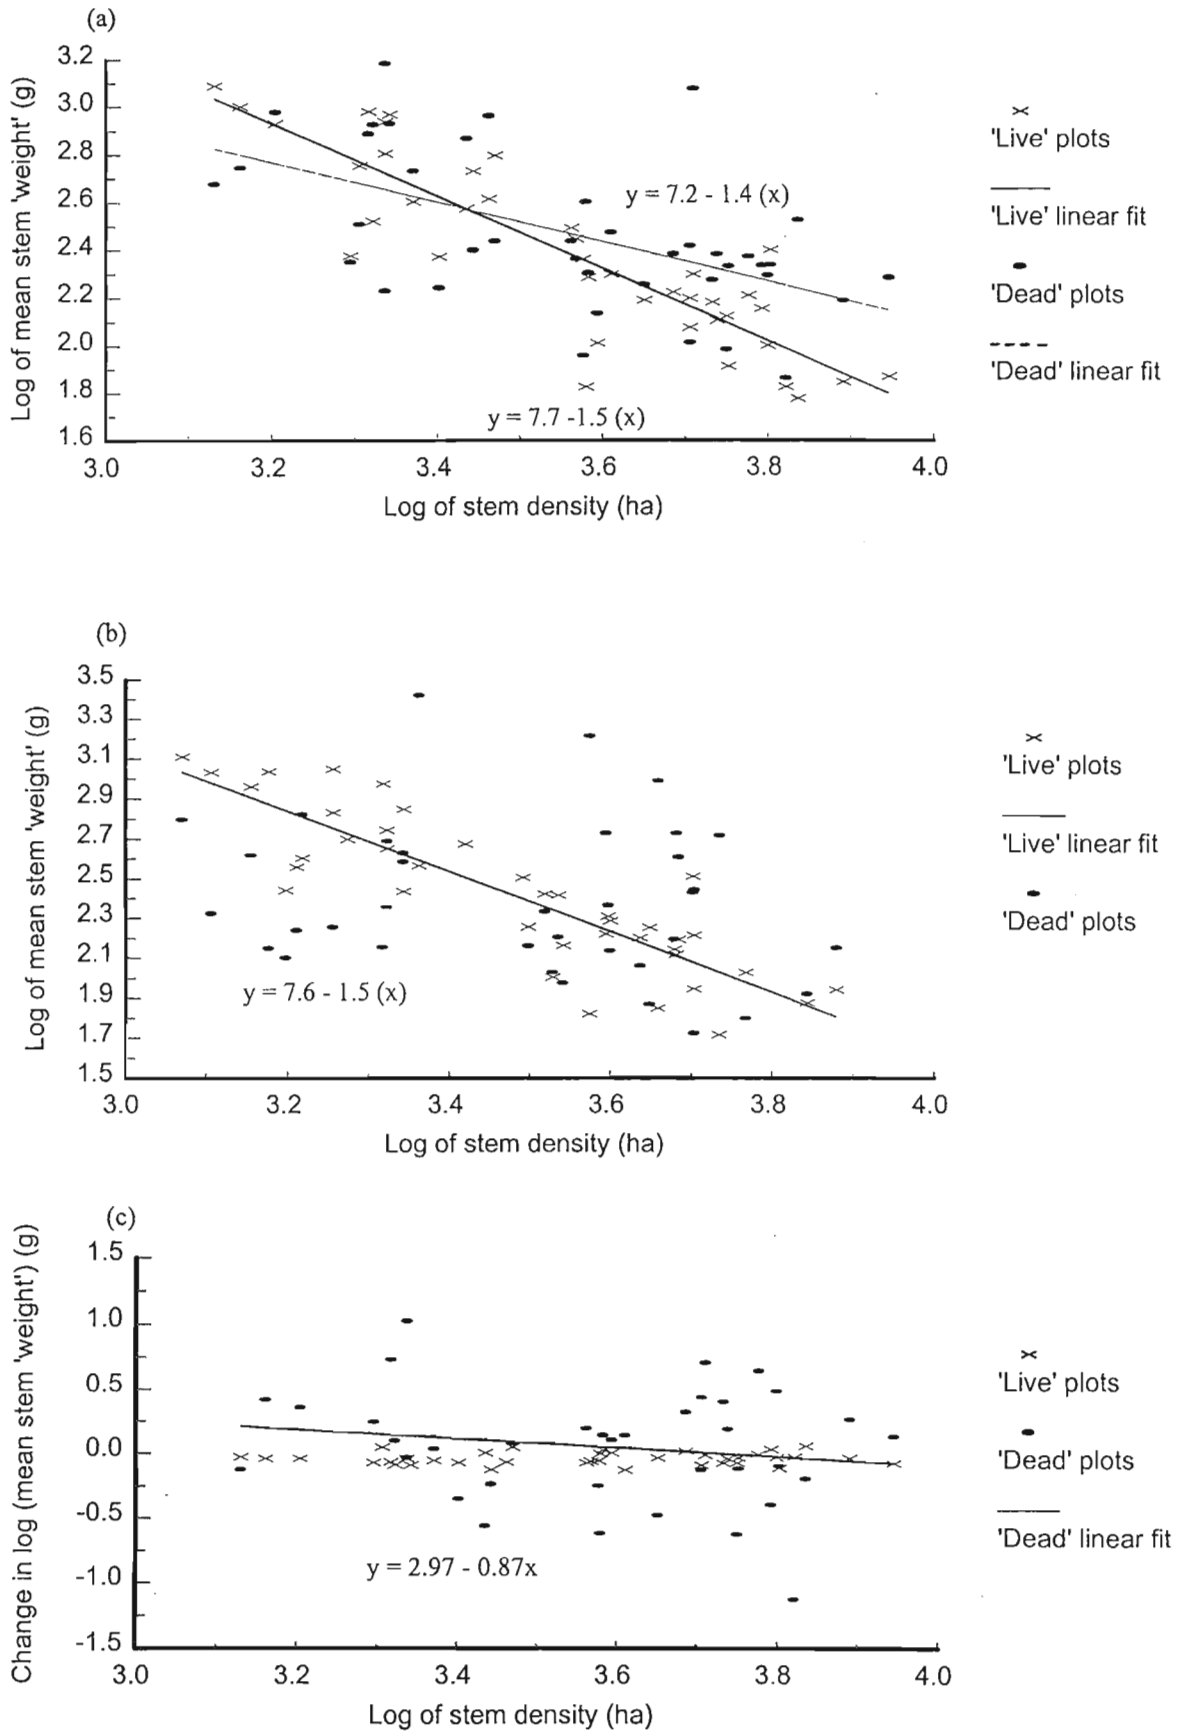 (a)
3.2
3.0
2.8
2.6
2.4
2.2
2.0
1.8
1.6
Log of mean stem 'weight' (g)
y = 7.2 - 1.4 (x)
y = 7.7 -1.5 (x)
3.0 3.2 3.4 3.6 3.8 4.0
Log of stem density (ha)
'Live' plots
'Live' linear fit
'Dead' plots
'Dead' linear fit
(b)
3.5
3.3
3.1
2.9
2.7
2.5
2.3
2.1
1.9
1.7
1.5
Log of mean stem 'weight' (g)
y = 7.6 - 1.5 (x)
3.0 3.2 3.4 3.6 3.8 4.0
Log of stem density (ha)
'Live' plots
'Live' linear fit
'Dead' plots
(c)
1.5
1.0
0.5
0.0
-0.5
-1.0
-1.5
Change in log (mean stem 'weight') (g)
y = 2.97 - 0.87x
3.0 3.2 3.4 3.6 3.8 4.0
Log of stem density (ha)
'Live' plots
'Dead' plots
'Dead' linear fit